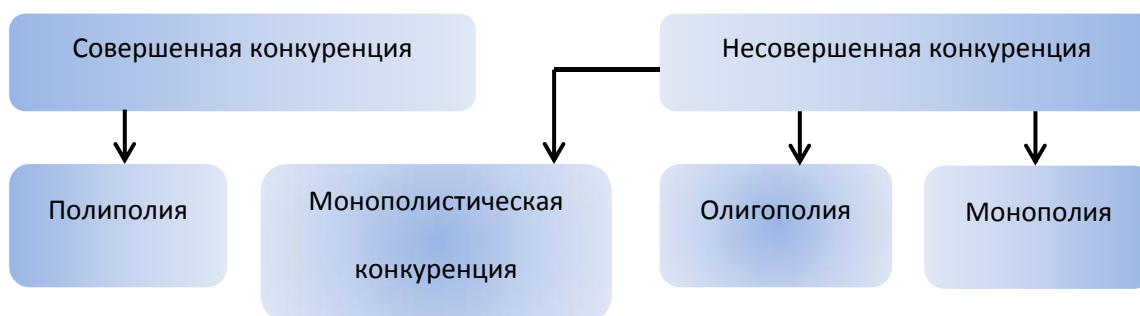 Совершенная конкуренция
Несовершенная конкуренция
Полиполия
Монополистическая
конкуренция
Олигополия
Монополия